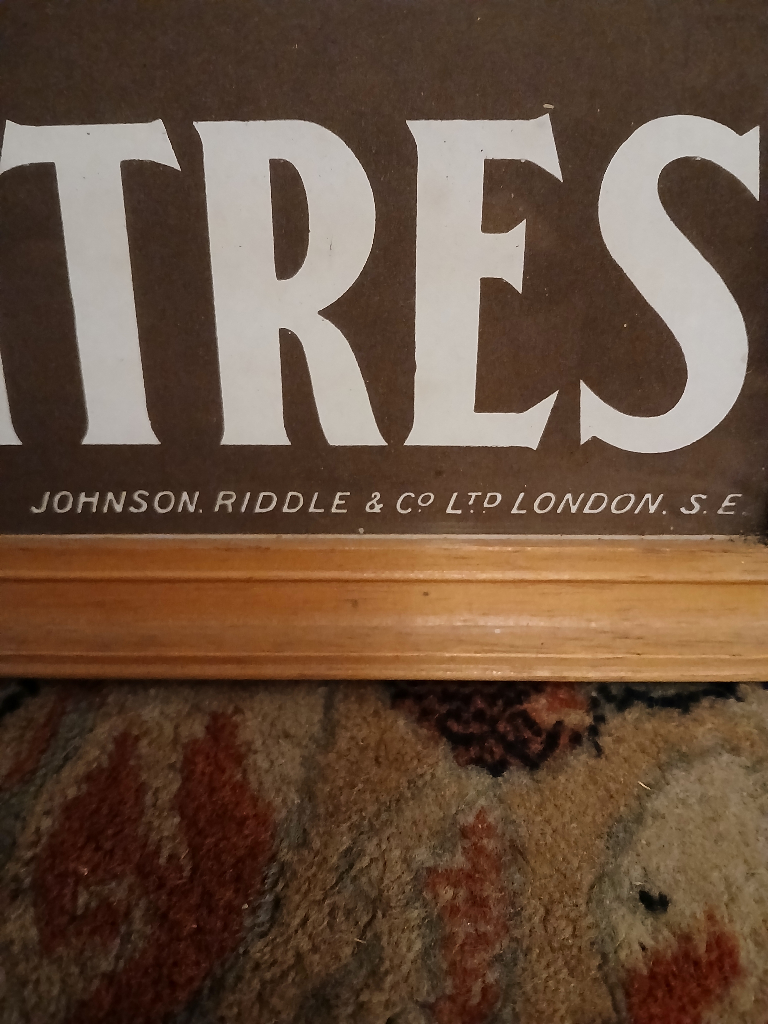 TRES
JOHNSON. RIDDLE & Cº LTD LONDON. S. E.